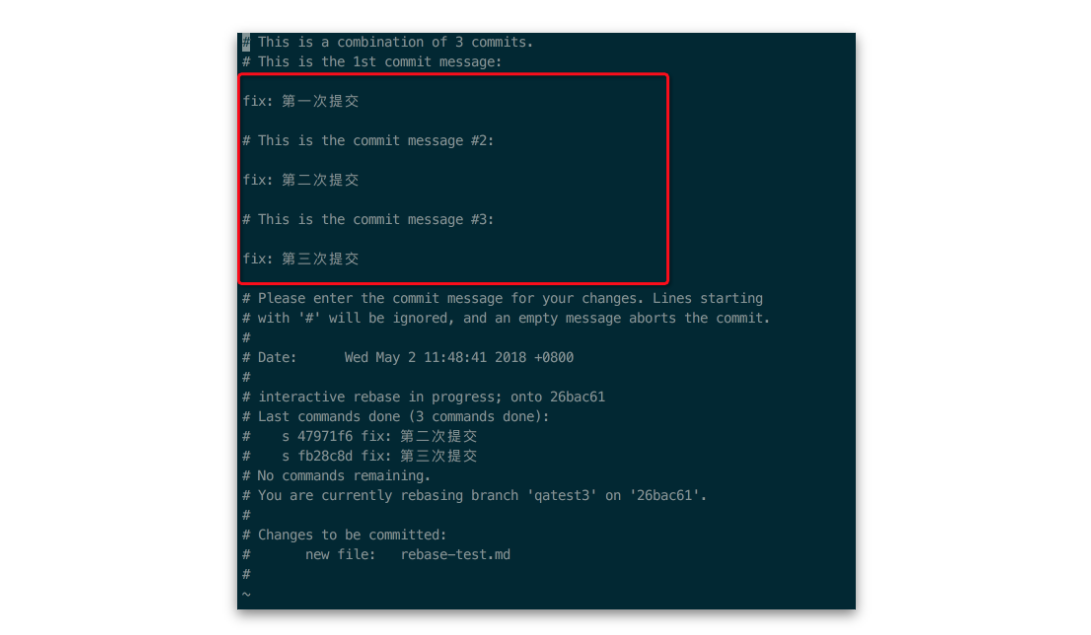 # This is a combination of 3 commits.
# This is the 1st commit message:
fix: 第一次提交
# This is the commit message #2:
fix: 第二次提交
# This is the commit message #3:
fix: 第三次提交
# Please enter the commit message for your changes. Lines starting
# with '#' will be ignored, and an empty message aborts the commit.
#
# Date:      Wed May 2 11:48:41 2018 +0800
#
# interactive rebase in progress; onto 26bac61
# Last commands done (3 commands done):
#    s 47971f6 fix: 第二次提交
#    s fb28c8d fix: 第三次提交
# No commands remaining.
# You are currently rebasing branch 'qatest3' on '26bac61'.
#
# Changes to be committed:
#       new file:   rebase-test.md
#
~